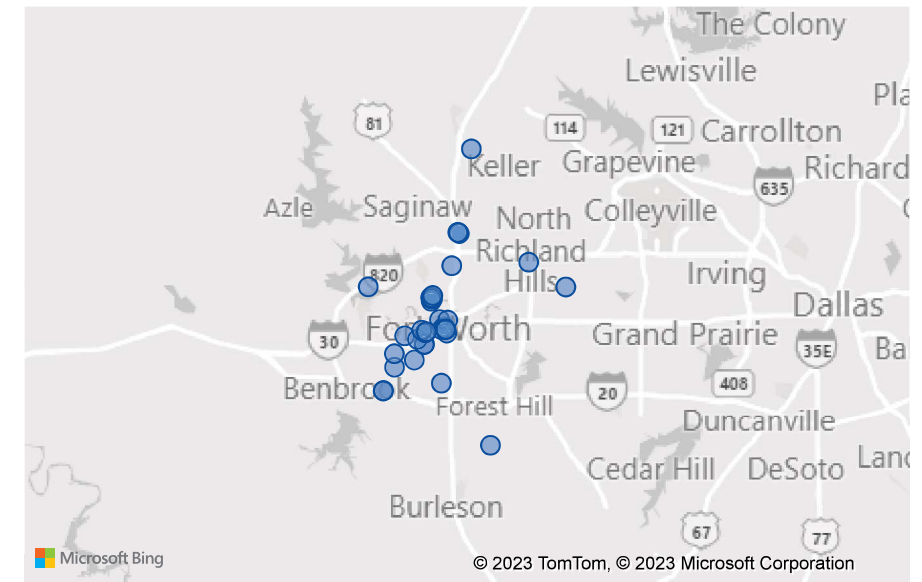 The Colony
Lewisville
Pla
81
114
121
Carrollton
Keller
Grapevine
Richard
635
Azle
Saginaw
North
Richland
Hills
Colleyville
820
Irving
Dallas
Fort Worth
Grand Prairie
30
35E
Ba
Benbrook
20
408
Forest Hill
Duncanville
Cedar Hill
DeSoto
Lanc
Burleson
67
77
Microsoft Bing
© 2023 TomTom, © 2023 Microsoft Corporation